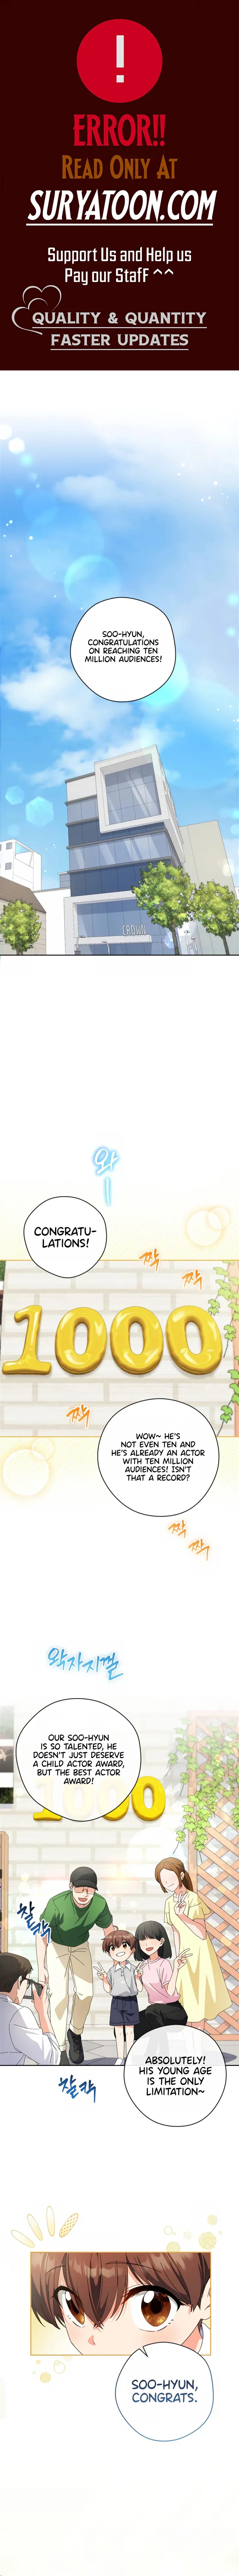 !
ERROR!!
READ ONLY AT
SURYATOON.COM
Support Us and Help us
Pay our Staff ^^
QUALITY & QUANTITY
FASTER UPDATES
SOO-HYUN,
CONGRATULATIONS
ON REACHING TEN
MILLION AUDIENCES!
CROWN
와
CONGRATU-
LATIONS!
짝
짝
1000
짝
WOW~ HE'S
NOT EVEN TEN AND
HE'S ALREADY AN ACTOR
WITH TEN MILLION
AUDIENCES! ISN'T
THAT A RECORD?
짝
짝
왁자지껄
OUR SOO-HYUN
IS SO TALENTED, HE
DOESN'T JUST DESERVE
A CHILD ACTOR AWARD,
BUT THE BEST ACTOR
AWARD!
1000
찰칵
찰칵
ABSOLUTELY!
HIS YOUNG AGE
IS THE ONLY
LIMITATION~
SOO-HYUN,
CONGRATS.